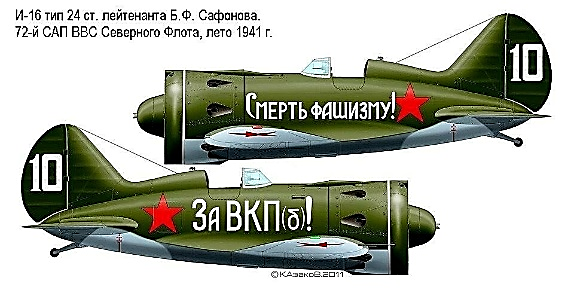 И-16 тип 24 ст. лейтенанта Б.Ф. Сафонова.
72-й САП ВВС Северного Флота, лето 1941 г.
10
Смерть фашизму!
10
За ВКП(б)!
©КАзакоВ.2011